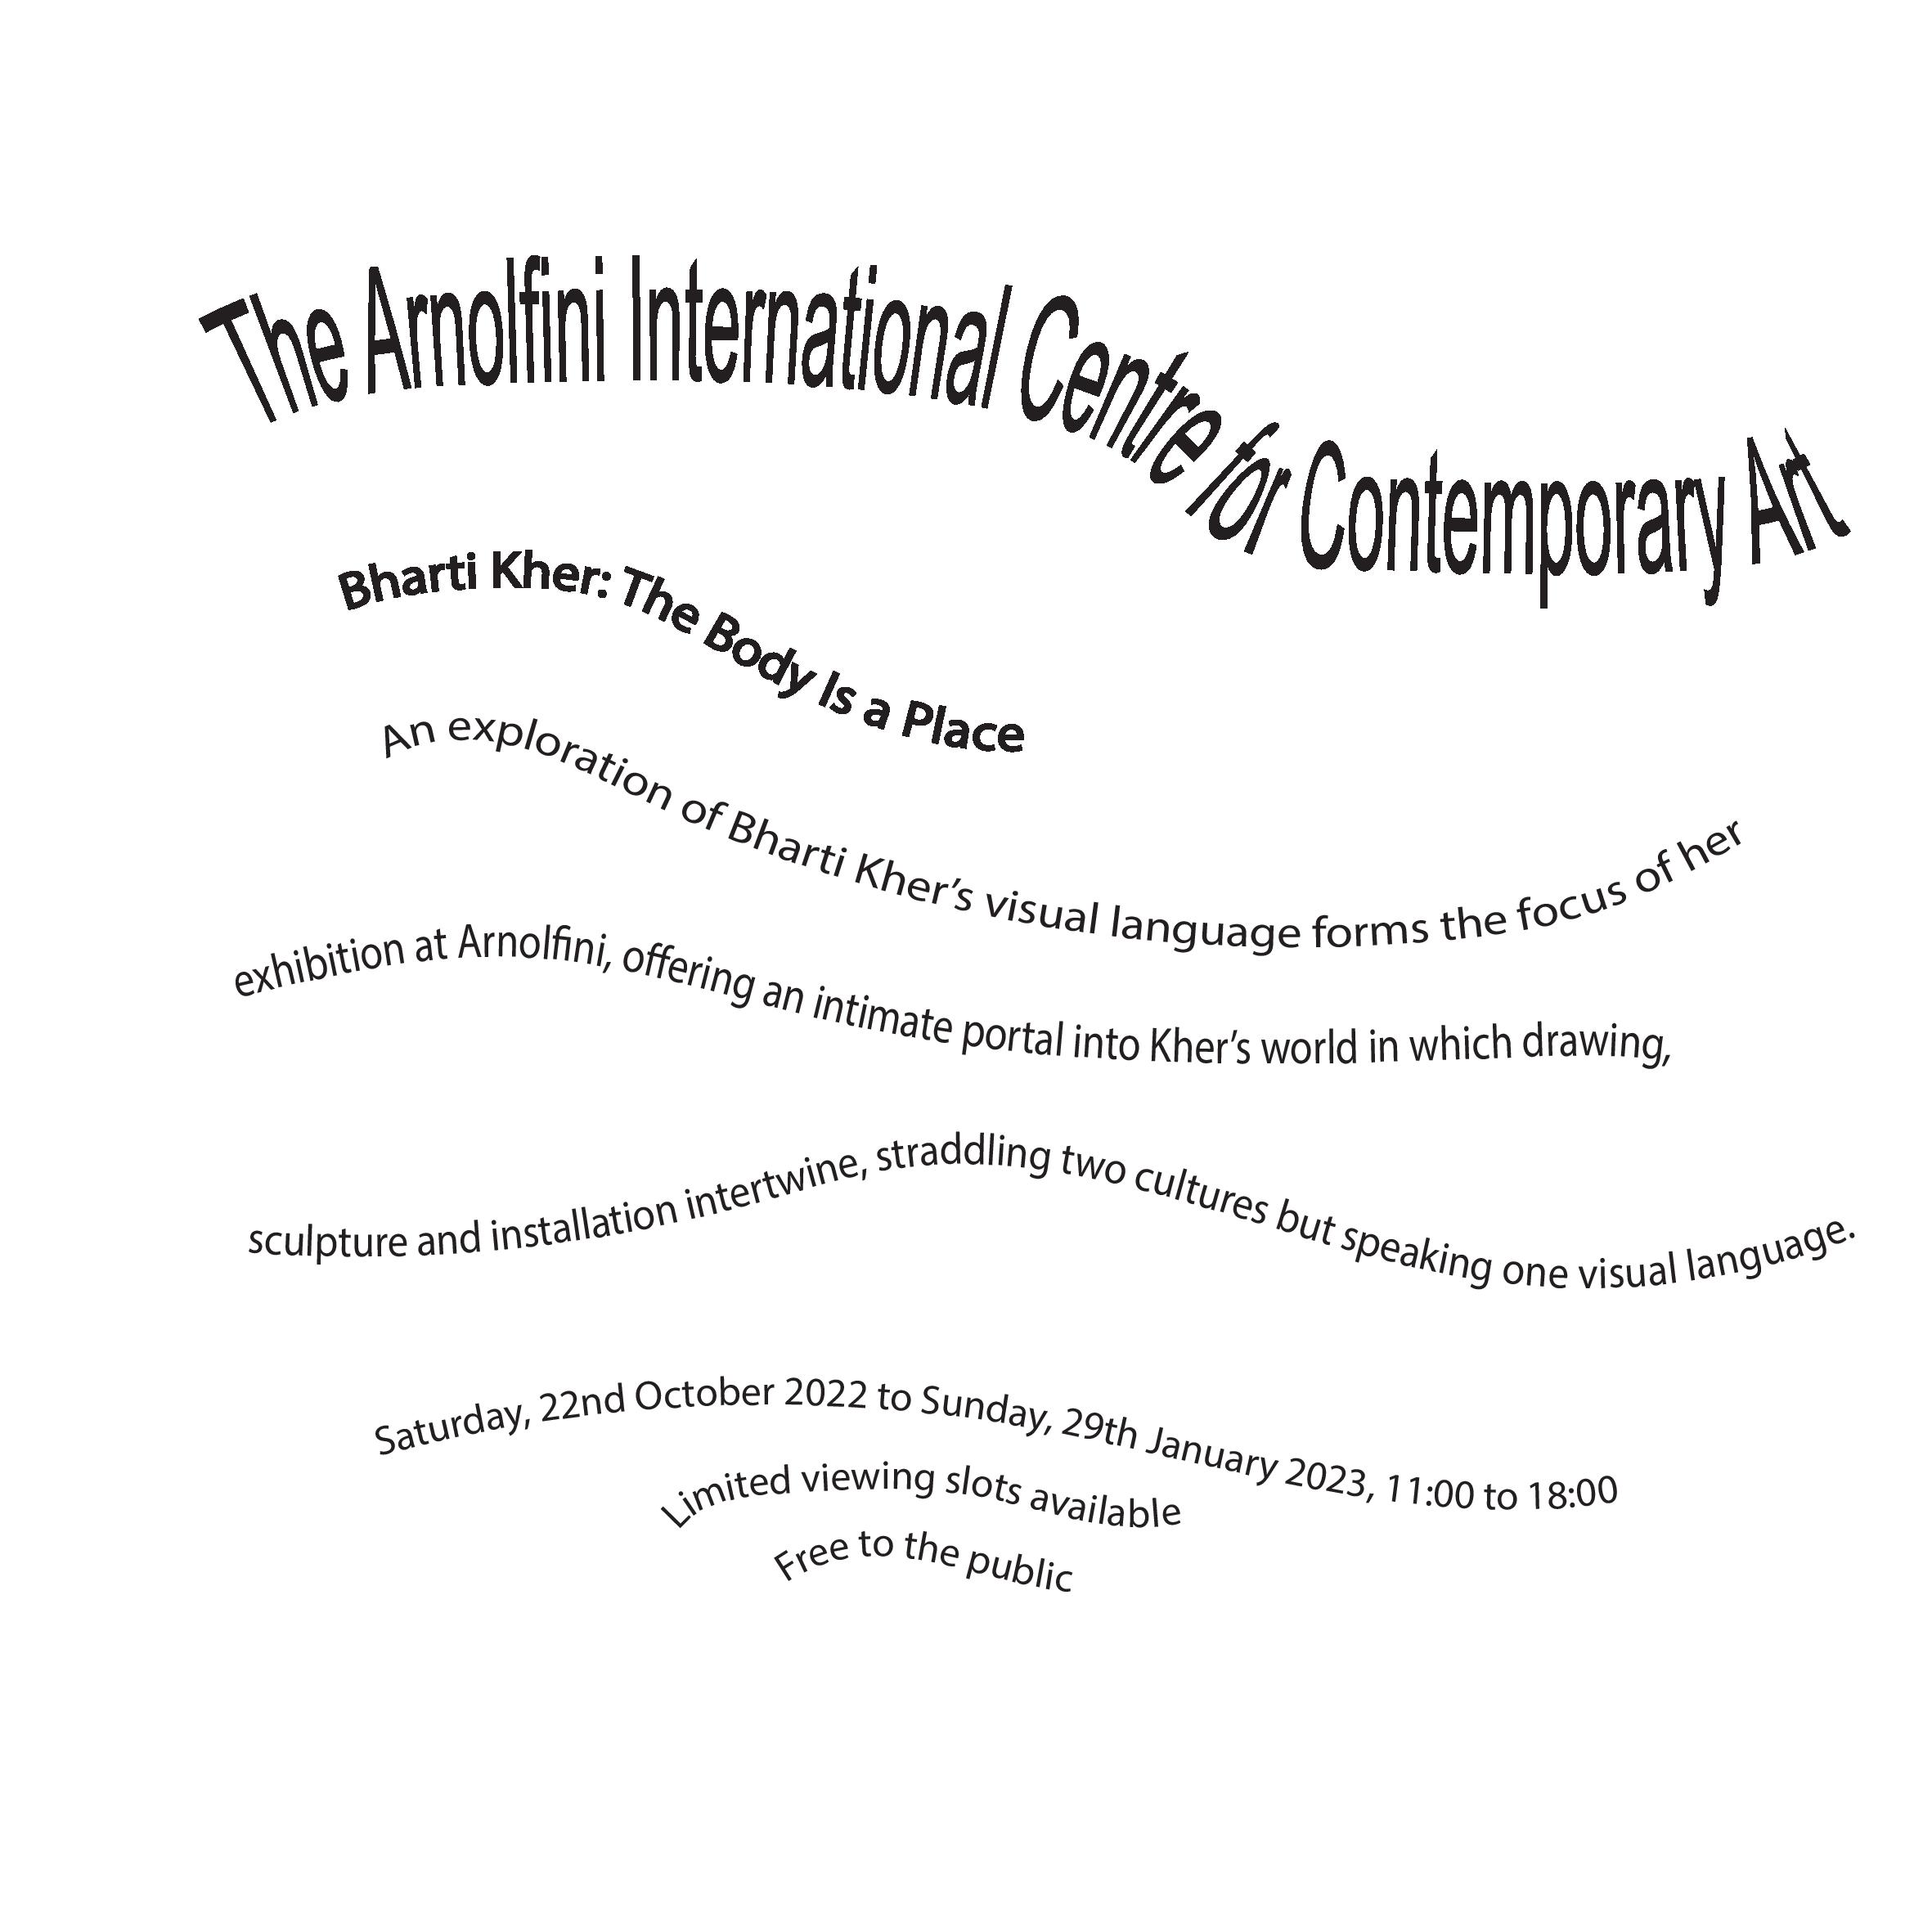 The Arnolfini International Centre for Contemporary Art
Bharti Kher: The Body Is a Place
An exploration of Bharti Kher’s visual language forms the focus of her
exhibition at Arnolfini, offering an intimate portal into Kher’s world in which drawing,
sculpture and installation intertwine, straddling two cultures but speaking one visual language.
Saturday, 22nd October 2022 to Sunday, 29th January 2023, 11:00 to 18:00
Limited viewing slots available
Free to the public